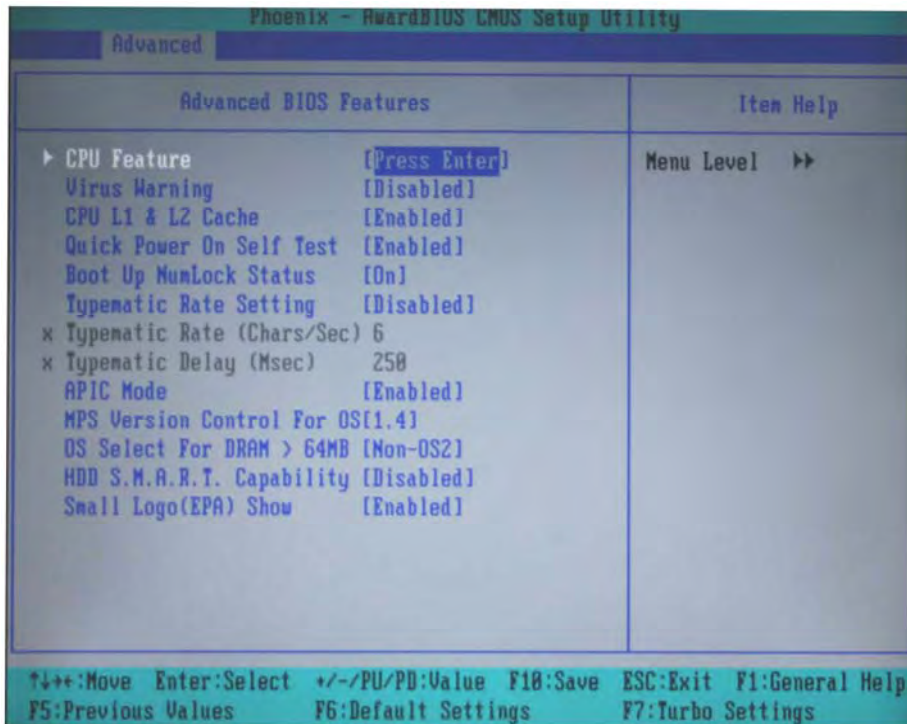 Phoenix - AwardBIOS CMOS Setup Utility
Advanced
Advanced BIOS Features
Item Help
CPU Feature [Press Enter]
Menu Level
Virus Warning [Disabled]
CPU L1 & L2 Cache [Enabled]
Quick Power On Self Test [Enabled]
Boot Up NumLock Status [On]
Typematic Rate Setting [Disabled]
x Typematic Rate (Chars/Sec) 6
x Typematic Delay (Msec) 250
APIC Mode [Enabled]
MPS Version Control For OS[1.4]
OS Select For DRAM > 64MB [Non-OS2]
HDD S.M.A.R.T. Capability [Disabled]
Small Logo(EPA) Show [Enabled]
↑↓→←:Move Enter:Select +/-/PU/PD:Value F10:Save ESC:Exit F1:General Help
F5:Previous Values F6:Default Settings F7:Turbo Settings